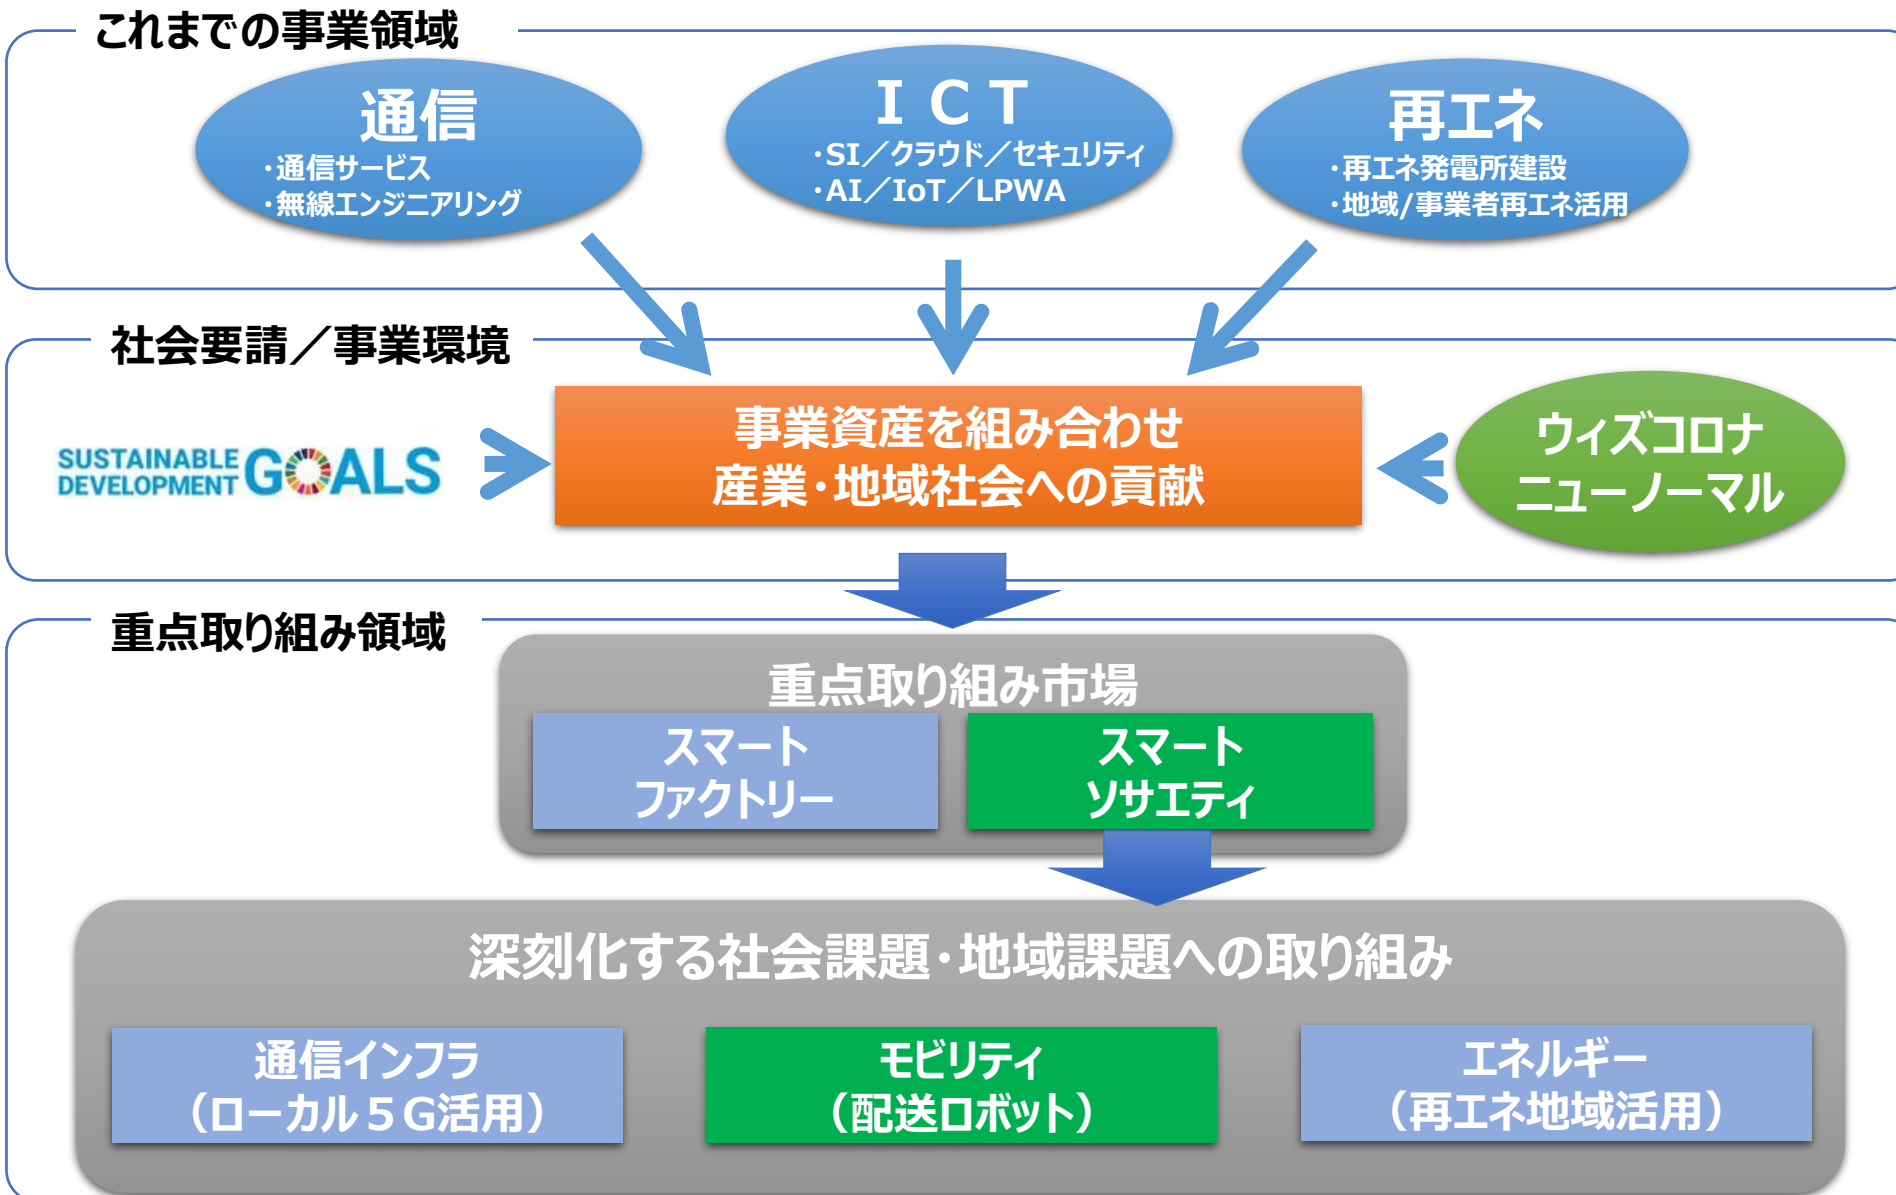 これまでの事業領域
通信
・通信サービス
・無線エンジニアリング
ＩＣＴ
・SI／クラウド／セキュリティ
・AI／IoT／LPWA
再エネ
・再エネ発電所建設
・地域/事業者再エネ活用
社会要請／事業環境
SUSTAINABLE
DEVELOPMENT
GOALS
事業資産を組み合わせ
産業・地域社会への貢献
ウィズコロナ
ニューノーマル
重点取り組み領域
重点取り組み市場
スマート
ファクトリー
スマート
ソサエティ
深刻化する社会課題・地域課題への取り組み
通信インフラ
（ローカル５G活用）
モビリティ
（配送ロボット）
エネルギー
（再エネ地域活用）